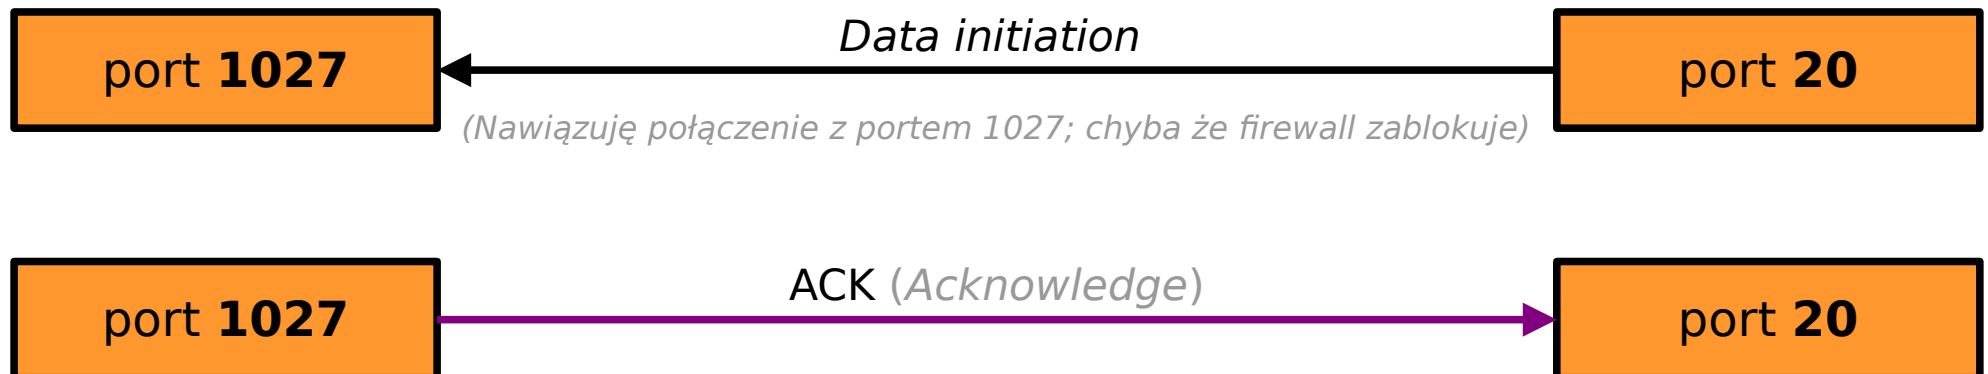 port 1027
Data initiation
port 20
(Nawiązuję połączenie z portem 1027; chyba że firewall zablokuje)
port 1027
ACK (Acknowledge)
port 20